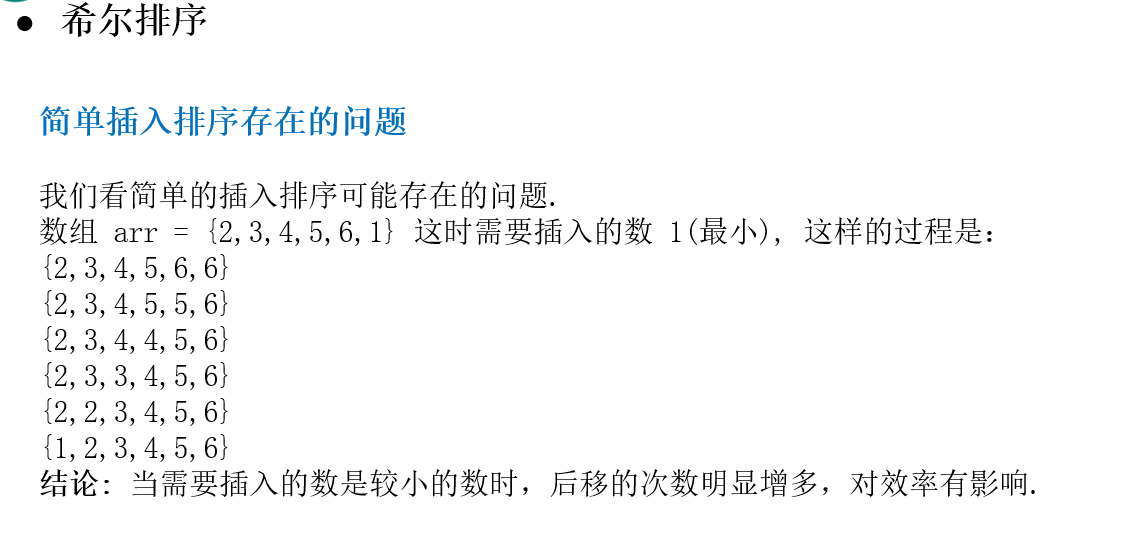 ● 希尔排序
简单插入排序存在的问题
我们看简单的插入排序可能存在的问题.
数组 arr = {2,3,4,5,6,1} 这时需要插入的数 1(最小), 这样的过程是：
{2,3,4,5,6,6}
{2,3,4,5,5,6}
{2,3,4,4,5,6}
{2,3,3,4,5,6}
{2,2,3,4,5,6}
{1,2,3,4,5,6}
结论: 当需要插入的数是较小的数时，后移的次数明显增多，对效率有影响.